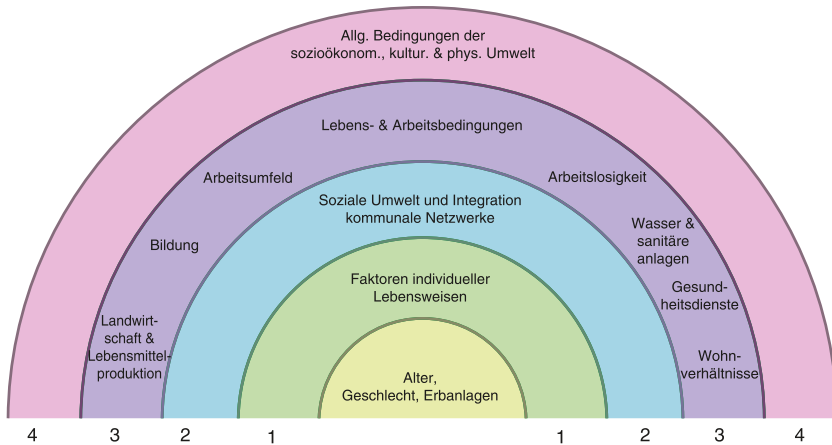 Allg. Bedingungen der
sozioökonom., kultur. & phys. Umwelt
Lebens- & Arbeitsbedingungen
Arbeitsumfeld
Arbeitslosigkeit
Soziale Umwelt und Integration
kommunale Netzwerke
Bildung
Wasser &
sanitäre
anlagen
Faktoren individueller
Lebensweisen
Gesund-
heitsdienste
Landwirt-
schaft &
Lebensmittel-
produktion
Wohn-
verhältnisse
Alter,
Geschlecht, Erbanlagen
4 3 2 1 1 2 3 4